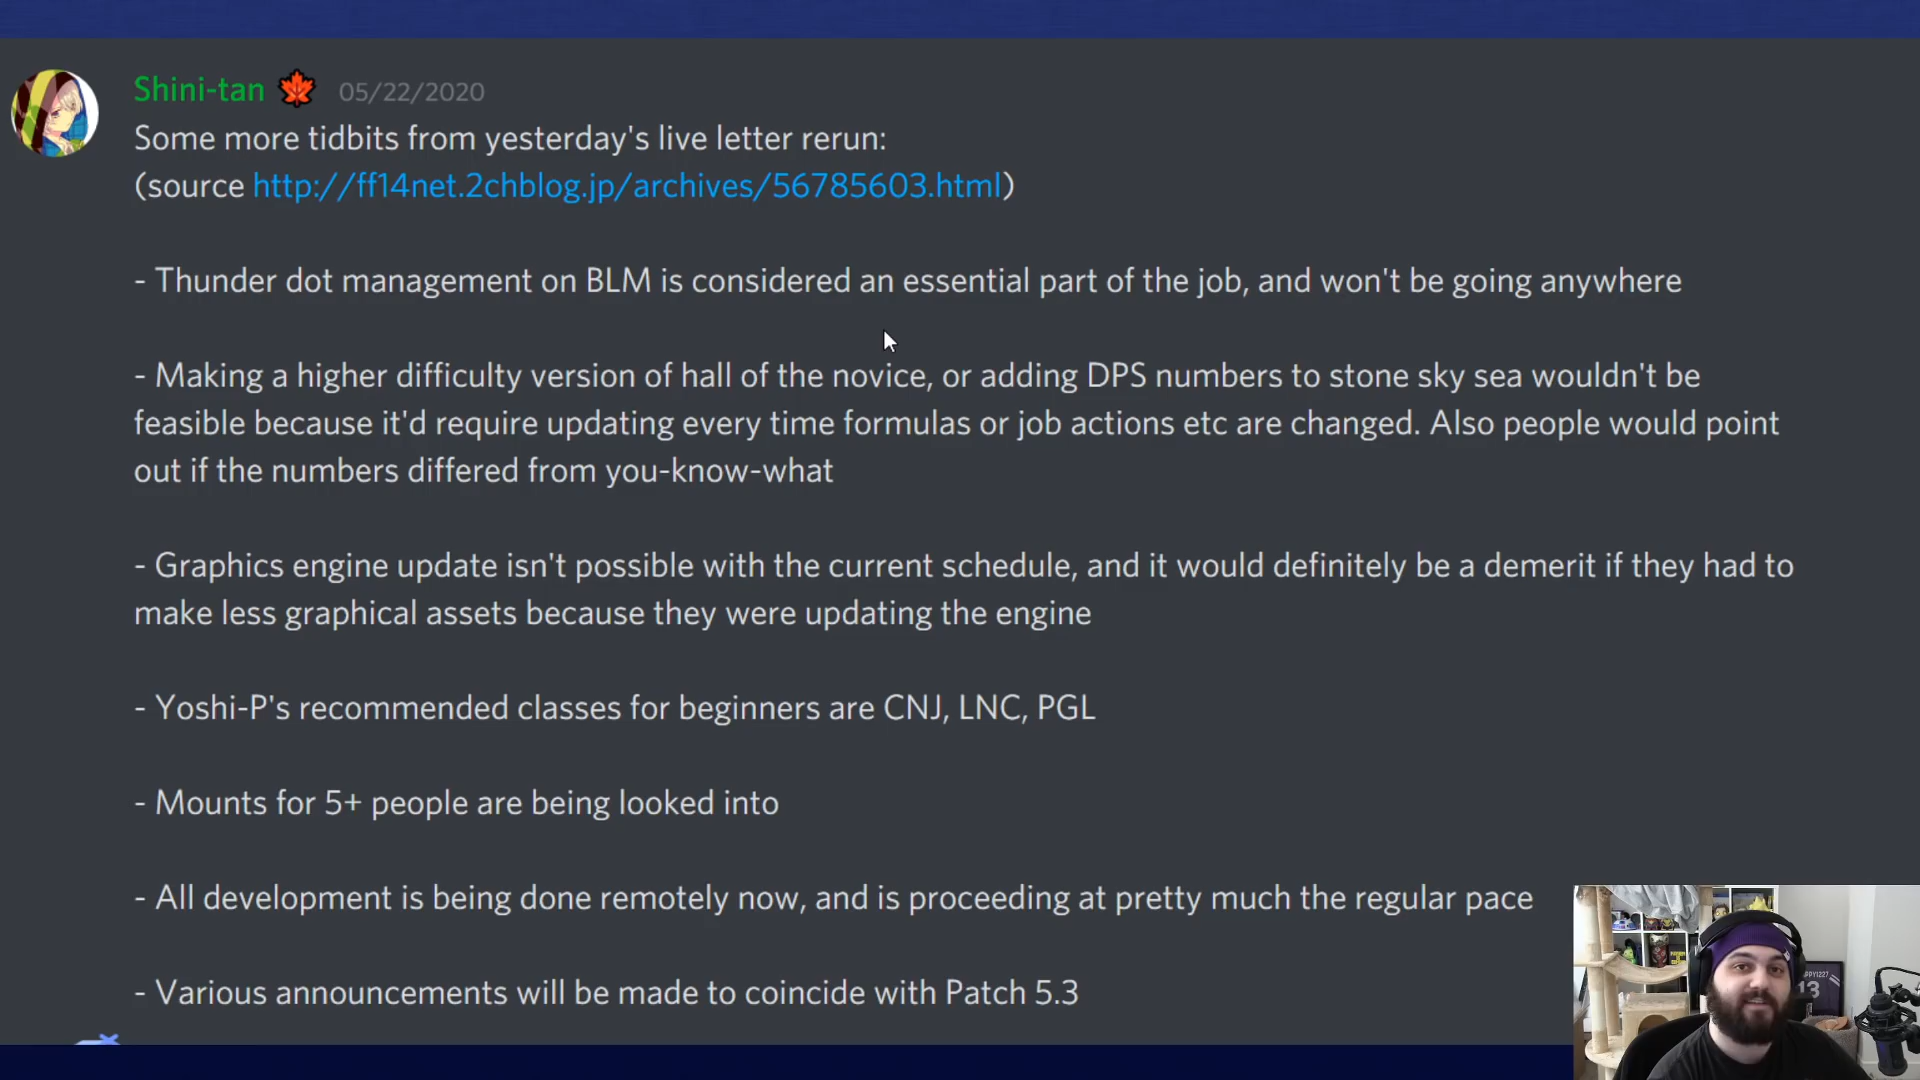 Shini-tan 05/22/2020
Some more tidbits from yesterday's live letter rerun:
(source http://ff14net.2chblog.jp/archives/56785603.html)
- Thunder dot management on BLM is considered an essential part of the job, and won't be going anywhere
- Making a higher difficulty version of hall of the novice, or adding DPS numbers to stone sky sea wouldn't be
feasible because it'd require updating every time formulas or job actions etc are changed. Also people would point
out if the numbers differed from you-know-what
- Graphics engine update isn't possible with the current schedule, and it would definitely be a demerit if they had to
make less graphical assets because they were updating the engine
- Yoshi-P's recommended classes for beginners are CNJ, LNC, PGL
- Mounts for 5+ people are being looked into
- All development is being done remotely now, and is proceeding at pretty much the regular pace
- Various announcements will be made to coincide with Patch 5.3
13